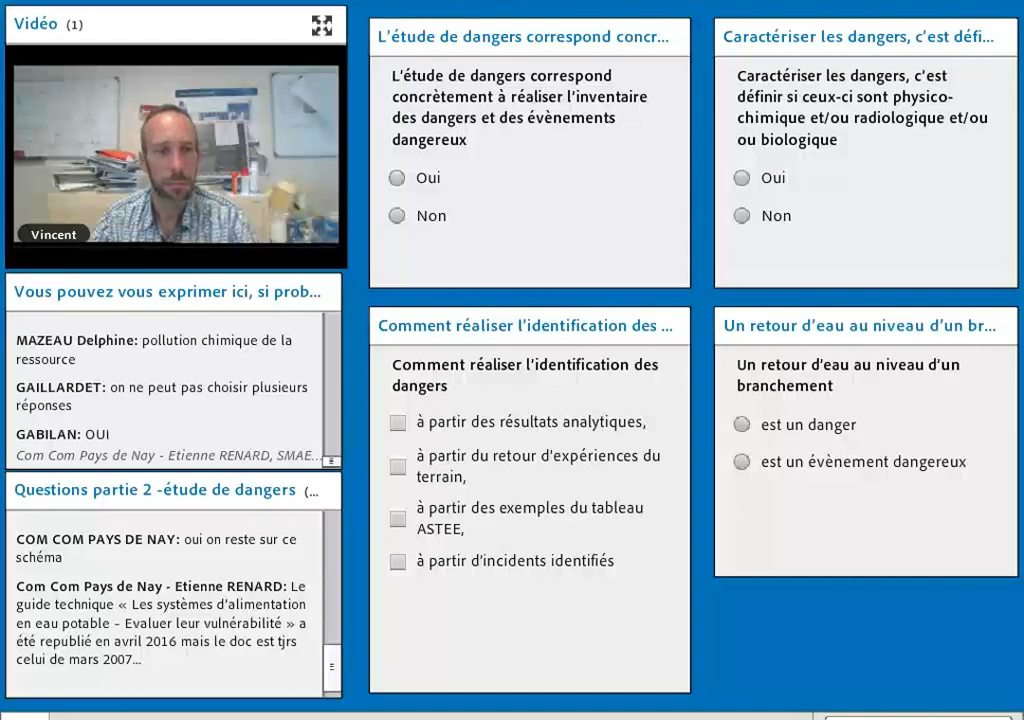 Vidéo (1)
Vincent
Vous pouvez vous exprimer ici, si prob...
MAZEAU Delphine: pollution chimique de la
ressource
GAILLARDET: on ne peut pas choisir plusieurs
réponses
GABILAN: OUI
Com Com Pays de Nay - Etienne RENARD, SMAE...
Questions partie 2 -étude de dangers (...
COM COM PAYS DE NAY: oui on reste sur ce
schéma
Com Com Pays de Nay - Etienne RENARD: Le
guide technique « Les systèmes d'alimentation
en eau potable – Evaluer leur vulnérabilité » a
été republié en avril 2016 mais le doc est tjrs
celui de mars 2007...
L'étude de dangers correspond concr...
L'étude de dangers correspond
concrètement à réaliser l'inventaire
des dangers et des évènements
dangereux
Oui
Non
Caractériser les dangers, c'est défi...
Caractériser les dangers, c'est
définir si ceux-ci sont physico-
chimique et/ou radiologique et/ou
ou biologique
Oui
Non
Comment réaliser l'identification des ...
Comment réaliser l'identification des
dangers
à partir des résultats analytiques,
à partir du retour d'expériences du
terrain,
à partir des exemples du tableau
ASTEE,
à partir d'incidents identifiés
Un retour d'eau au niveau d'un br...
Un retour d'eau au niveau d'un
branchement
est un danger
est un évènement dangereux